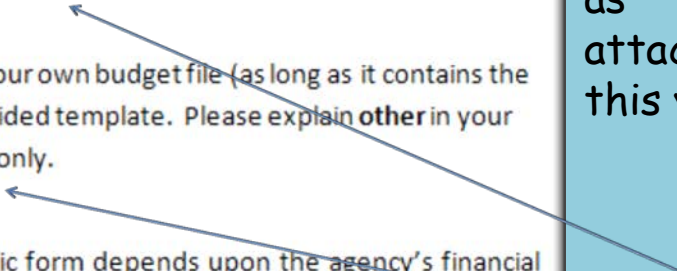 our own budget file (as long as it contains the
ided template. Please explain other in your
only.
ic form depends upon the agency's financial
as
this